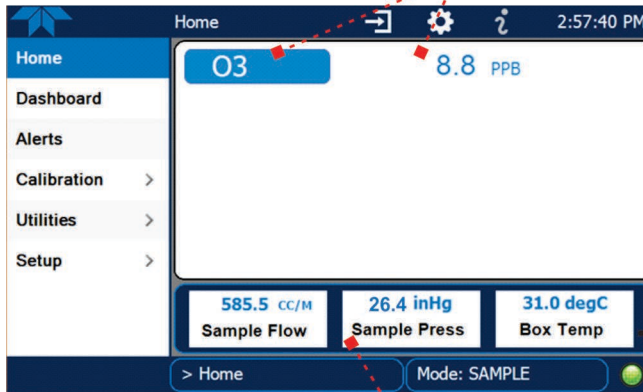 Home 2:57:40 PM
Home
Dashboard
Alerts
Calibration >
Utilities >
Setup >
O3 8.8 PPB
585.5 CC/M
Sample Flow
26.4 inHg
Sample Press
31.0 degC
Box Temp
> Home
Mode: SAMPLE